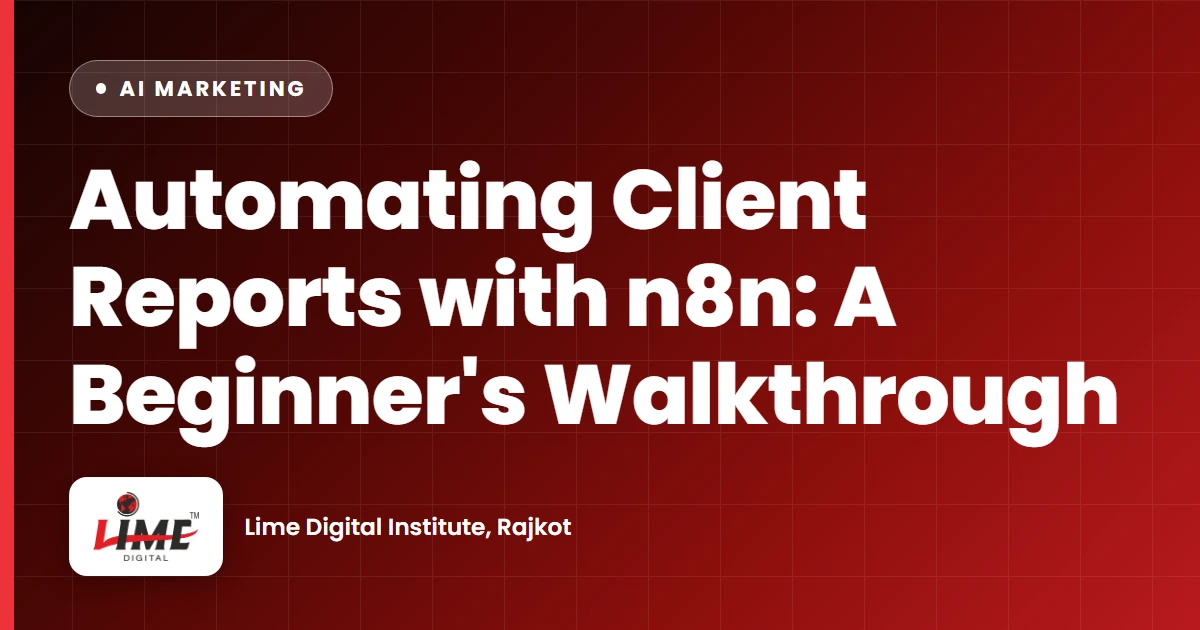 AI MARKETING
Automating Client
Reports with n8n: A
Beginner's Walkthrough
LIME TM
DIGITAL
Lime Digital Institute, Rajkot